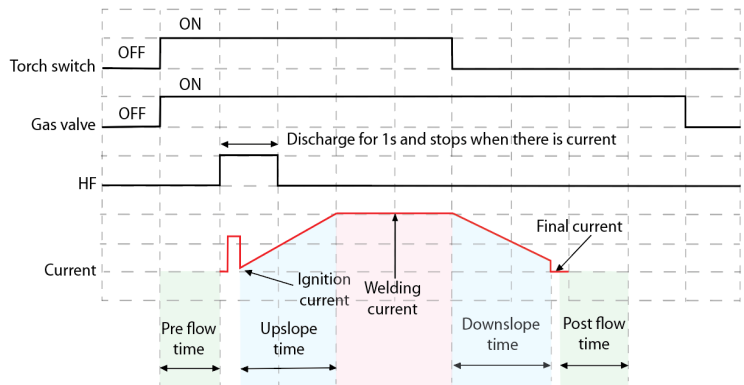 ON
OFF
Torch switch
ON
OFF
Gas valve
Discharge for 1s and stops when there is current
HF
Final current
Current
Ignition
current
Welding
current
Pre flow
time
Upslope
time
Downslope
time
Post flow
time